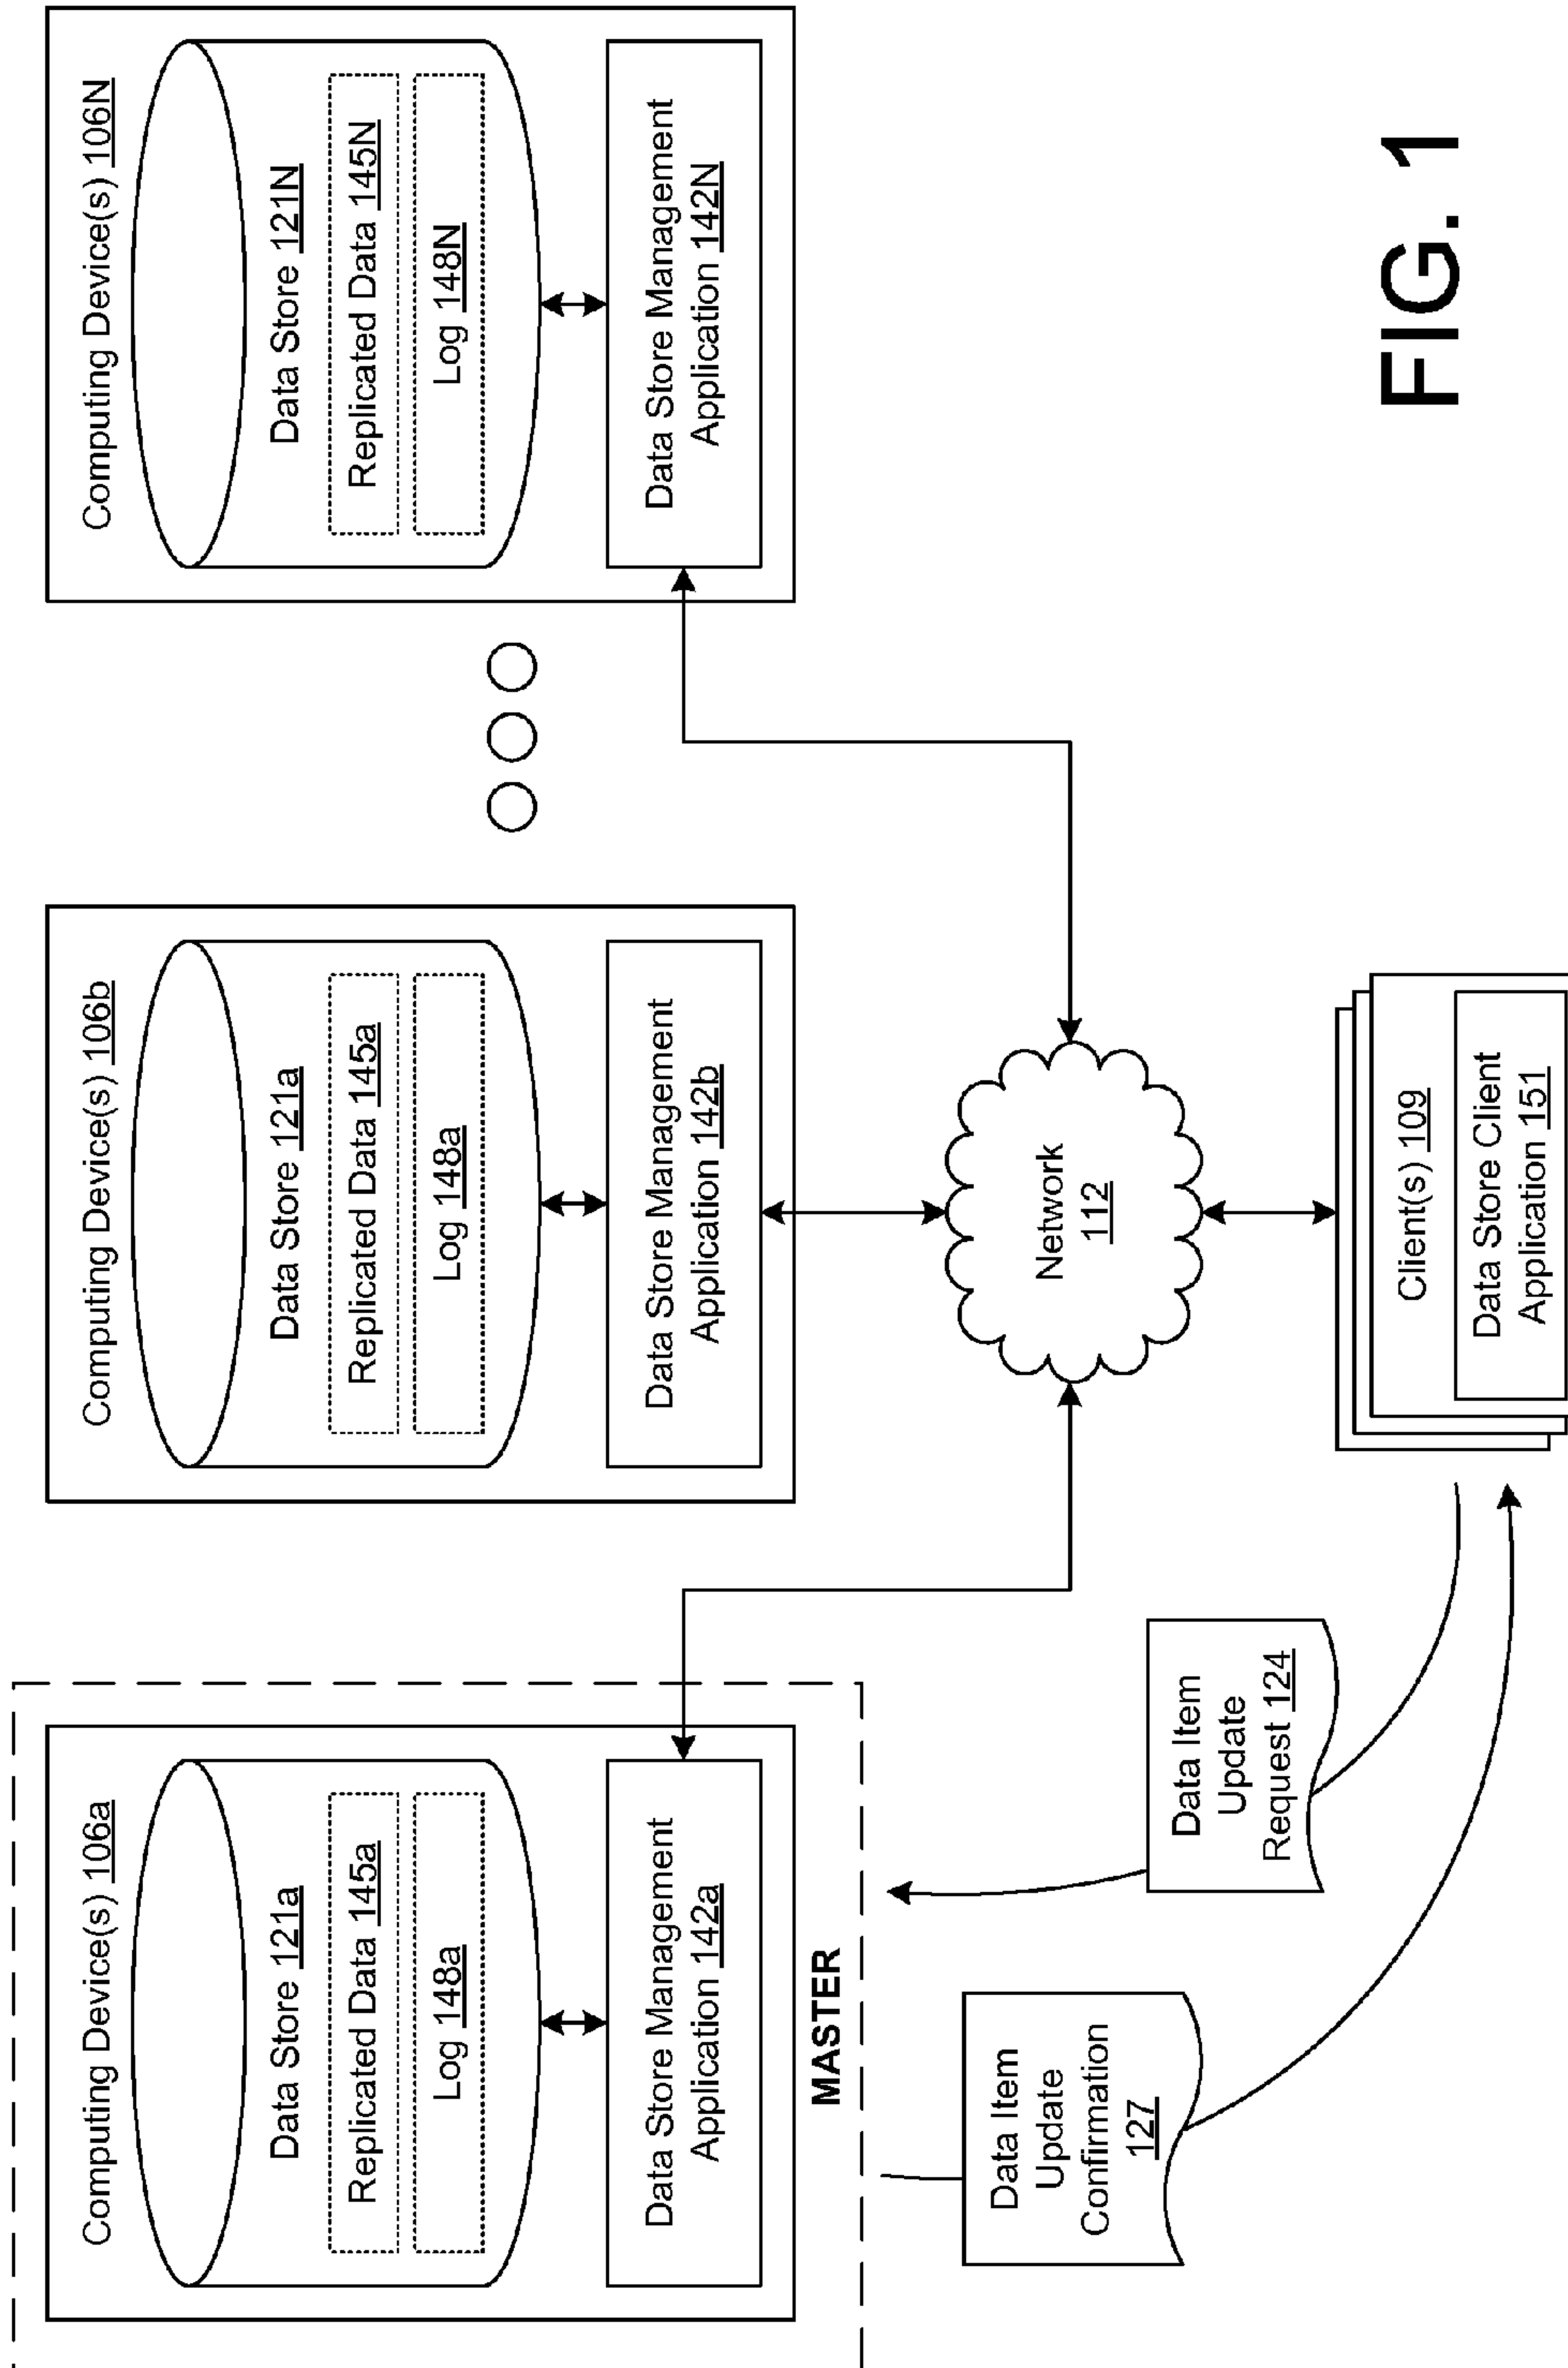 Computing Device(s) 106a
Data Store 121a
Replicated Data 145a
Log 148a
Data Store Management
Application 142a
MASTER
Computing Device(s) 106b
Data Store 121a
Replicated Data 145a
Log 148a
Data Store Management
Application 142b
Computing Device(s) 106N
Data Store 121N
Replicated Data 145N
Log 148N
Data Store Management
Application 142N
Data Item
Update
Confirmation
127
Data Item
Update
Request 124
Network
112
Client(s) 109
Data Store Client
Application 151
FIG. 1